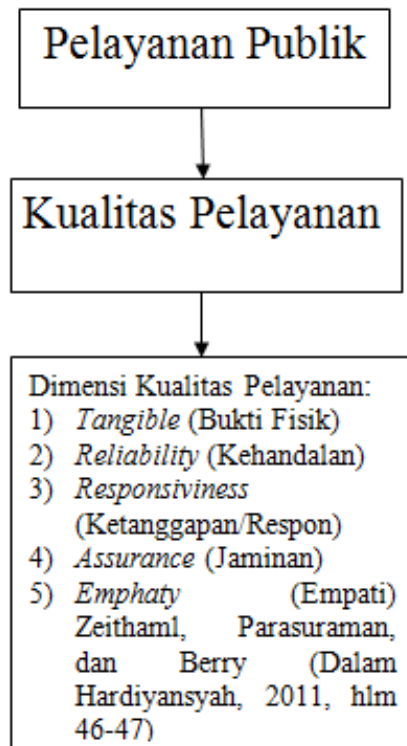 Pelayanan Publik
Kualitas Pelayanan
Dimensi Kualitas Pelayanan:
1) Tangible (Bukti Fisik)
2) Reliability (Kehandalan)
3) Responsiviness
(Ketanggapan/Respon)
4) Assurance (Jaminan)
5) Emphaty (Empati)
Zeithaml, Parasuraman,
dan Berry (Dalam
Hardiyansyah, 2011, hlm
46-47)